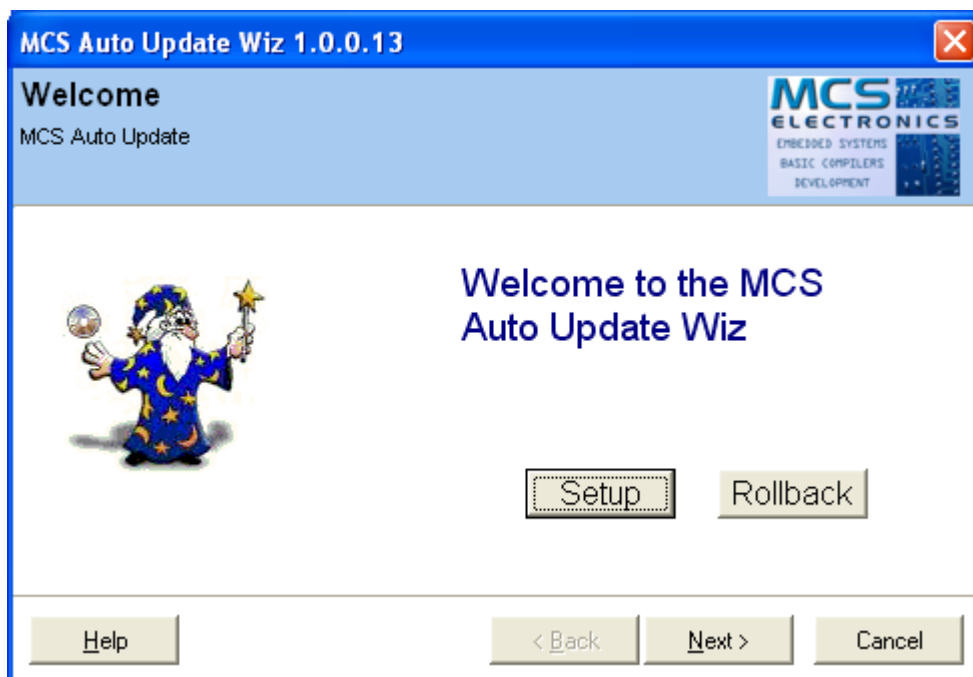 MCS Auto Update Wiz 1.0.0.13
Welcome
MCS Auto Update
MCS
ELECTRONICS
EMBEDDED SYSTEMS
BASIC COMPILERS
DEVELOPMENT
Welcome to the MCS
Auto Update Wiz
Setup
Rollback
Help
< Back
Next >
Cancel